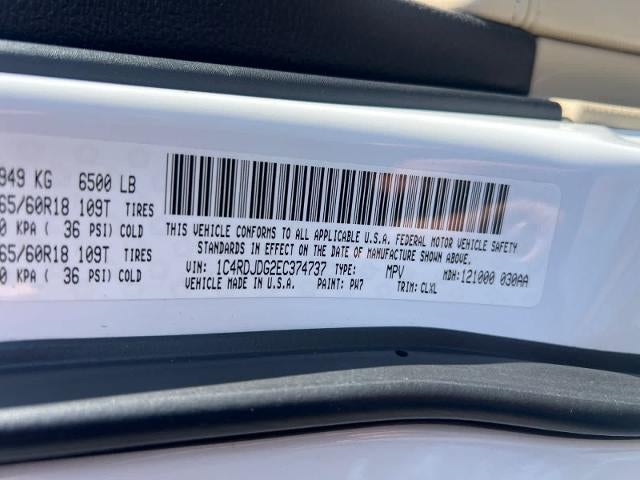 949 KG 6500 LB
65/60R18 109T TIRES
0 KPA ( 36 PSI) COLD
65/60R18 109T TIRES
0 KPA ( 36 PSI) COLD
THIS VEHICLE CONFORMS TO ALL APPLICABLE U.S.A. FEDERAL MOTOR VEHICLE SAFETY
STANDARDS IN EFFECT ON THE DATE OF MANUFACTURE SHOWN ABOVE.
VIN: 1C4RDJDG2EC374737 TYPE: MPV MDH: 121000 030AA
VEHICLE MADE IN U.S.A. PAINT: PW7 TRIM: CLXL